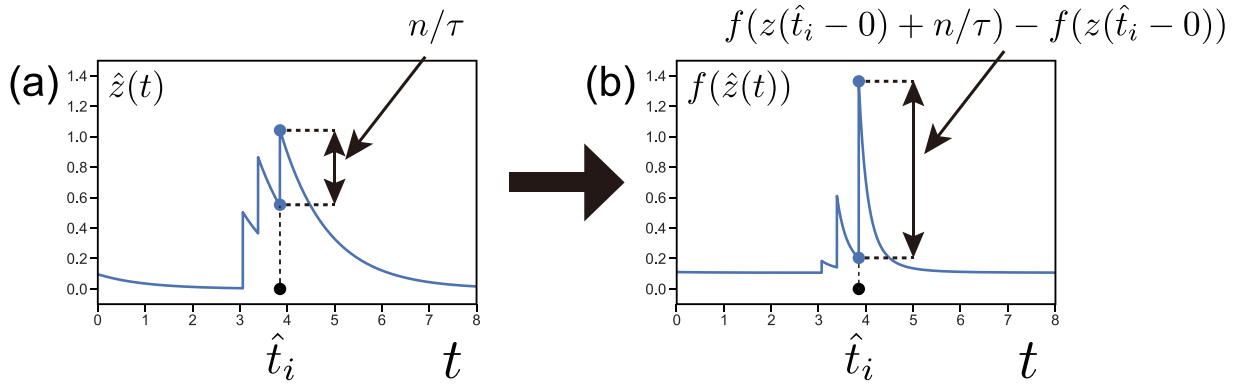 n/τ
f(z(t̂_i − 0) + n/τ) − f(z(t̂_i − 0))
(a)
ẑ(t)
1.4
1.2
1.0
0.8
0.6
0.4
0.2
0.0
0 1 2 3 4 5 6 7 8
t̂_i
t
(b)
f(ẑ(t))
1.4
1.2
1.0
0.8
0.6
0.4
0.2
0.0
0 1 2 3 4 5 6 7 8
t̂_i
t